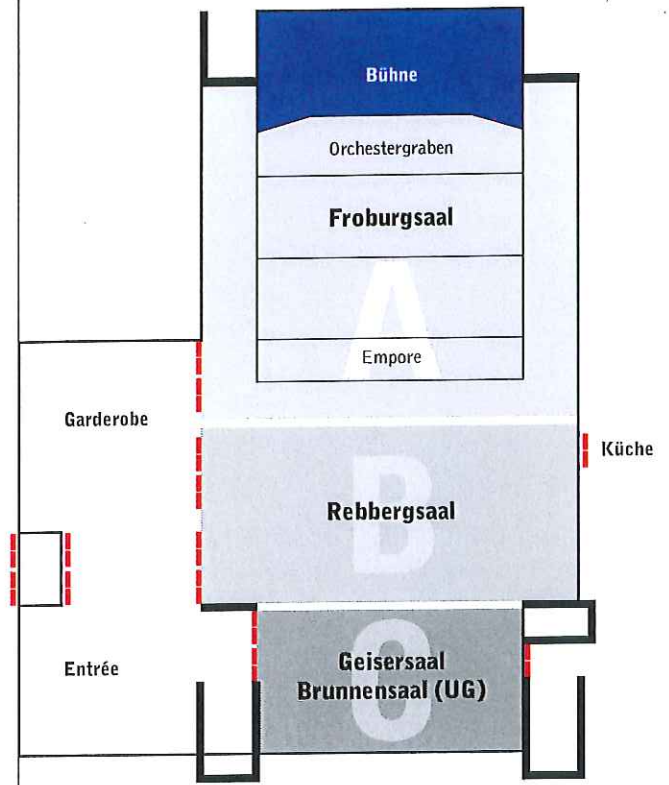 Bühne
Orchestergraben
Froburgsaal
A
Empore
Garderobe
Küche
B
Rebbergsaal
C
Geisersaal
Brunnensaal (UG)
Entrée